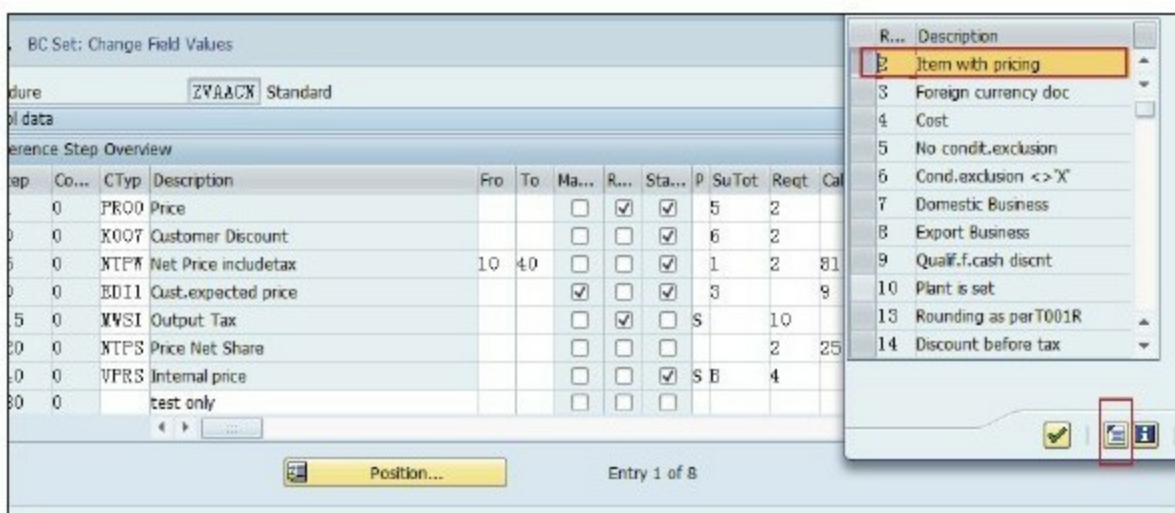 BC Set: Change Field Values
dure ZVAACN Standard
ol data
erence Step Overview
ep Co... CTyp Description Fro To Ma... R... Sta... P SuTot Reqt Cal
0 PR00 Price 5 2
0 K007 Customer Discount 6 2
0 NTPW Net Price includetax 10 40 1 2 81
0 EDI1 Cust.expected price 3 9
5 0 MWSI Output Tax S 10
20 0 NTPS Price Net Share 2 25
0 VPRS Internal price S B 4
30 0 test only
Position... Entry 1 of 8
R... Description
2 Item with pricing
3 Foreign currency doc
4 Cost
5 No condit.exclusion
6 Cond.exclusion <>'X'
7 Domestic Business
8 Export Business
9 Qualif.f.cash discnt
10 Plant is set
13 Rounding as perT001R
14 Discount before tax